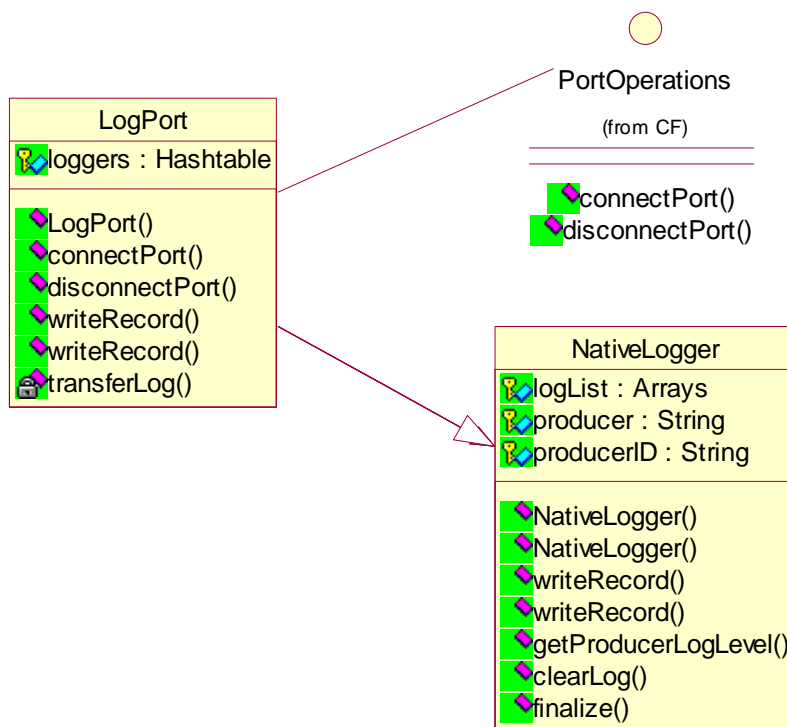 LogPort
loggers : Hashtable
LogPort()
connectPort()
disconnectPort()
writeRecord()
writeRecord()
transferLog()
PortOperations
(from CF)
connectPort()
disconnectPort()
NativeLogger
logList : Arrays
producer : String
producerID : String
NativeLogger()
NativeLogger()
writeRecord()
writeRecord()
getProducerLogLevel()
clearLog()
finalize()